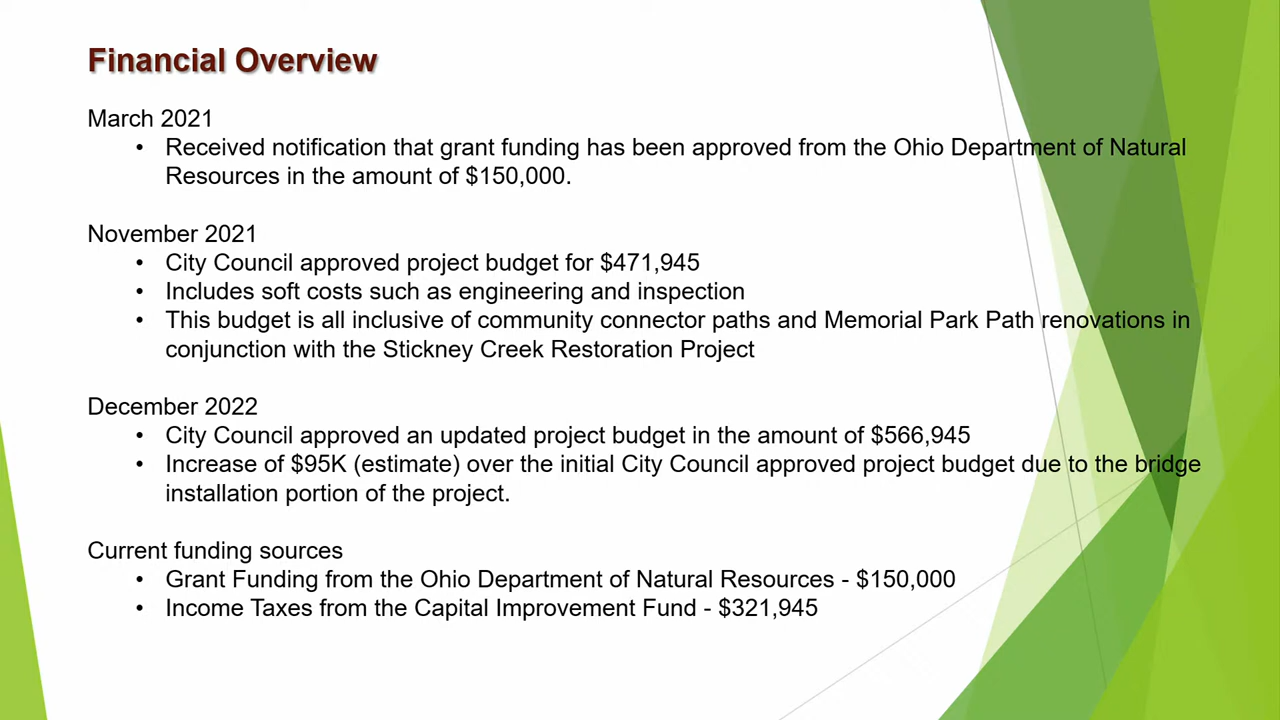 Financial Overview
March 2021
• Received notification that grant funding has been approved from the Ohio Department of Natural
Resources in the amount of $150,000.
November 2021
• City Council approved project budget for $471,945
• Includes soft costs such as engineering and inspection
• This budget is all inclusive of community connector paths and Memorial Park Path renovations in
conjunction with the Stickney Creek Restoration Project
December 2022
• City Council approved an updated project budget in the amount of $566,945
• Increase of $95K (estimate) over the initial City Council approved project budget due to the bridge
installation portion of the project.
Current funding sources
• Grant Funding from the Ohio Department of Natural Resources - $150,000
• Income Taxes from the Capital Improvement Fund - $321,945